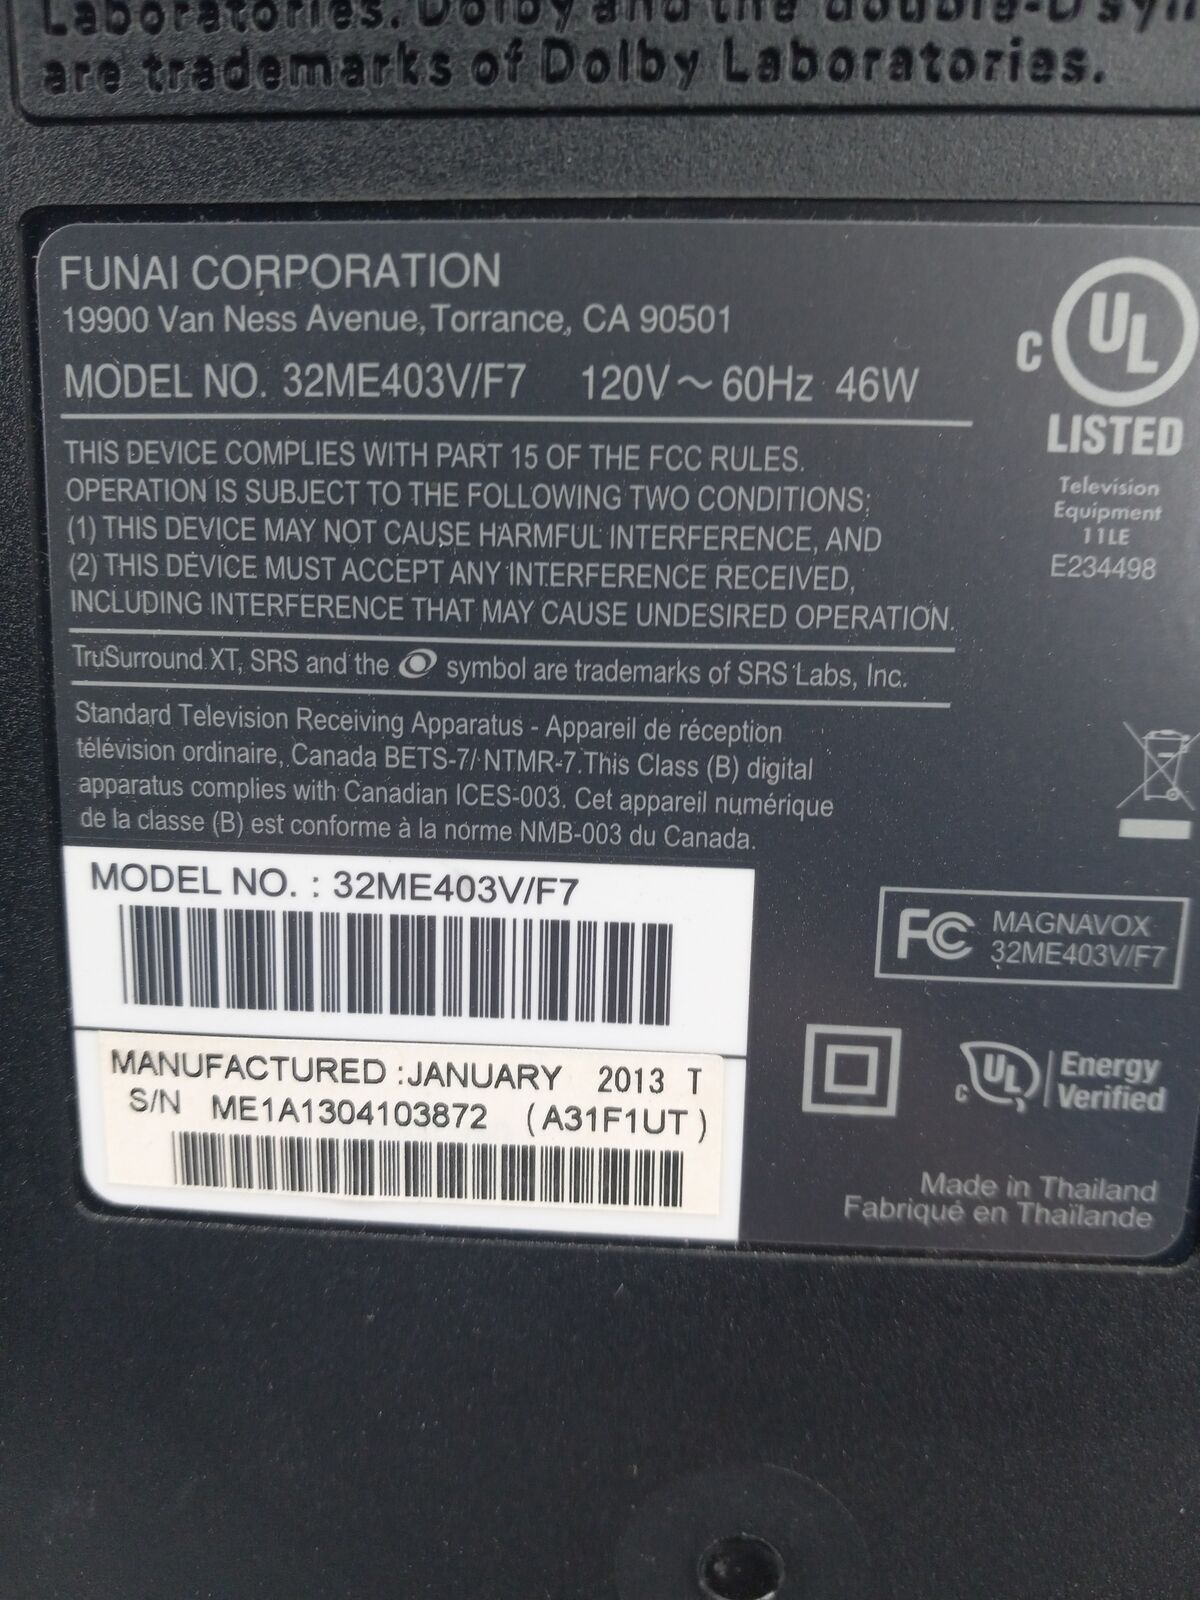 Laboratories. Dolby and the double-D sym
are trademarks of Dolby Laboratories.
FUNAI CORPORATION
19900 Van Ness Avenue, Torrance, CA 90501
MODEL NO. 32ME403V/F7 120V ~ 60Hz 46W
THIS DEVICE COMPLIES WITH PART 15 OF THE FCC RULES.
OPERATION IS SUBJECT TO THE FOLLOWING TWO CONDITIONS:
(1) THIS DEVICE MAY NOT CAUSE HARMFUL INTERFERENCE, AND
(2) THIS DEVICE MUST ACCEPT ANY INTERFERENCE RECEIVED,
INCLUDING INTERFERENCE THAT MAY CAUSE UNDESIRED OPERATION.
TruSurround XT, SRS and the symbol are trademarks of SRS Labs, Inc.
Standard Television Receiving Apparatus - Appareil de réception
télévision ordinaire, Canada BETS-7/ NTMR-7.This Class (B) digital
apparatus complies with Canadian ICES-003. Cet appareil numérique
de la classe (B) est conforme à la norme NMB-003 du Canada.
C UL
LISTED
Television
Equipment
11LE
E234498
MODEL NO. : 32ME403V/F7
MANUFACTURED :JANUARY 2013 T
S/N ME1A1304103872 (A31F1UT)
FC MAGNAVOX
32ME403V/F7
C UL Energy
Verified
Made in Thailand
Fabriqué en Thaïlande